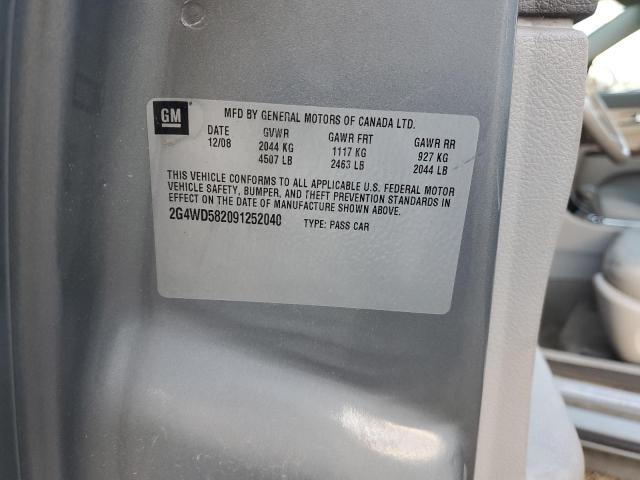 GM
MFD BY GENERAL MOTORS OF CANADA LTD.
DATE GVWR GAWR FRT GAWR RR
12/08 2044 KG 1117 KG 927 KG
4507 LB 2463 LB 2044 LB
THIS VEHICLE CONFORMS TO ALL APPLICABLE U.S. FEDERAL MOTOR
VEHICLE SAFETY, BUMPER, AND THEFT PREVENTION STANDARDS IN
EFFECT ON THE DATE OF MANUFACTURE SHOWN ABOVE.
2G4WD582091252040 TYPE: PASS CAR